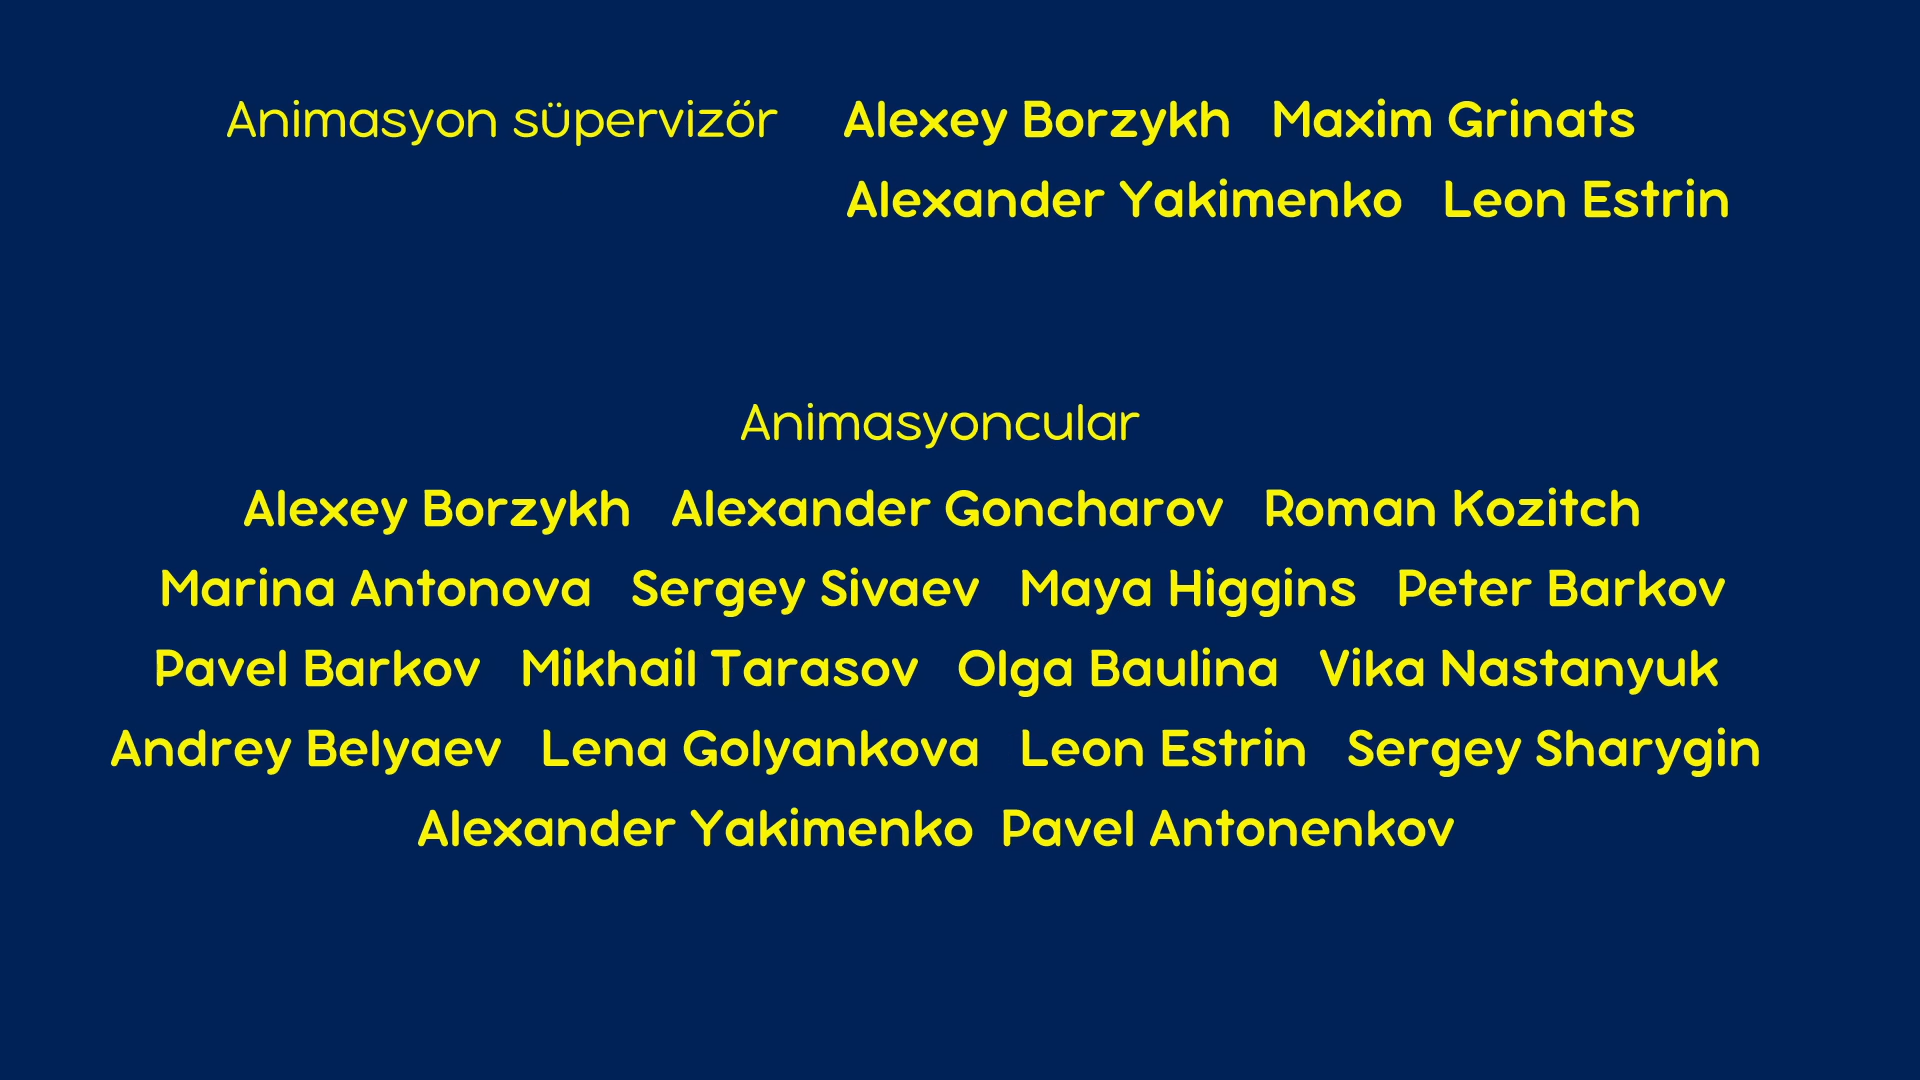 Animasyon süpervizőr Alexey Borzykh Maxim Grinats
Alexander Yakimenko Leon Estrin
Animasyoncular
Alexey Borzykh Alexander Goncharov Roman Kozitch
Marina Antonova Sergey Sivaev Maya Higgins Peter Barkov
Pavel Barkov Mikhail Tarasov Olga Baulina Vika Nastanyuk
Andrey Belyaev Lena Golyankova Leon Estrin Sergey Sharygin
Alexander Yakimenko Pavel Antonenkov